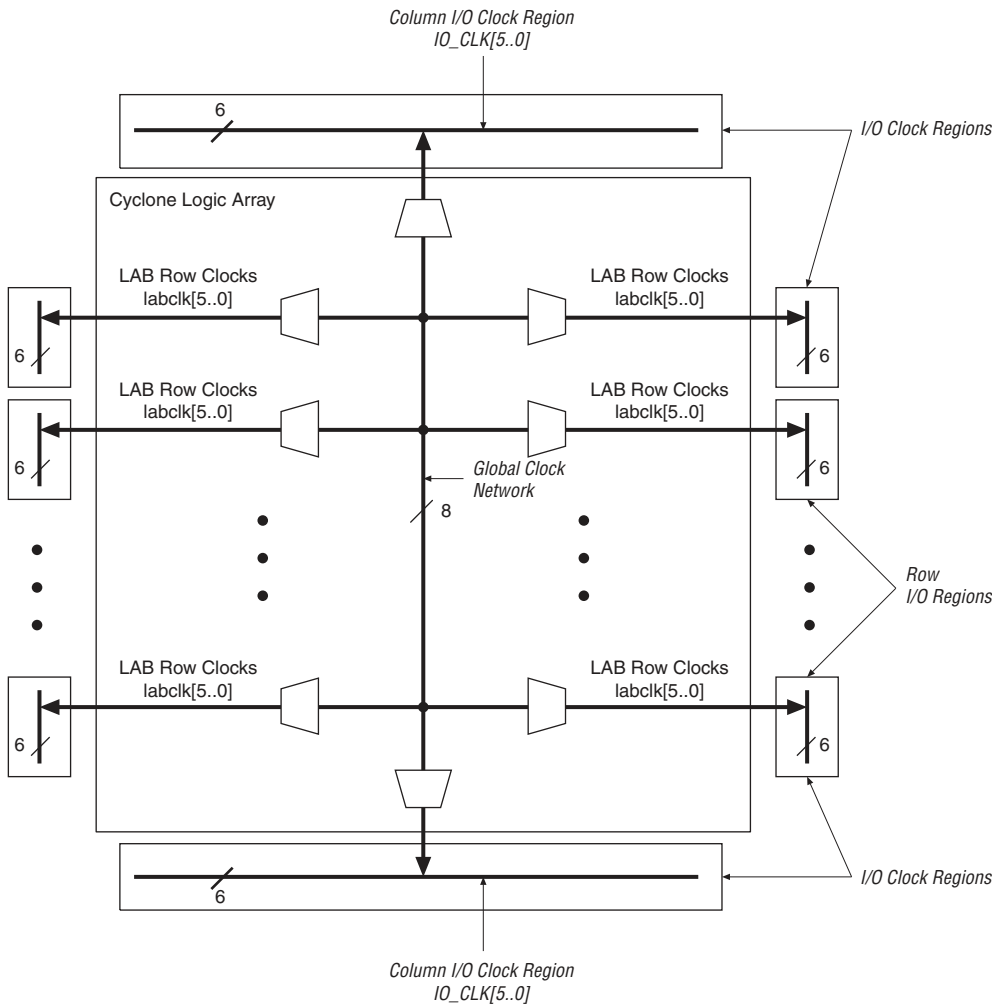 Column I/O Clock Region
IO_CLK[5..0]
6
I/O Clock Regions
Cyclone Logic Array
LAB Row Clocks
labclk[5..0]
LAB Row Clocks
labclk[5..0]
6
6
LAB Row Clocks
labclk[5..0]
LAB Row Clocks
labclk[5..0]
6
6
Global Clock
Network
8
Row
I/O Regions
LAB Row Clocks
labclk[5..0]
LAB Row Clocks
labclk[5..0]
6
6
6
I/O Clock Regions
Column I/O Clock Region
IO_CLK[5..0]